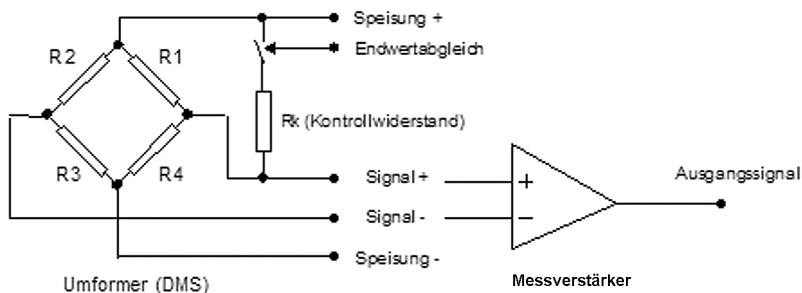 Speisung +
R2
R1
Endwertabgleich
Rk (Kontrollwiderstand)
R3
R4
Signal +
+
Ausgangssignal
Signal -
-
Speisung -
Umformer (DMS)
Messverstärker